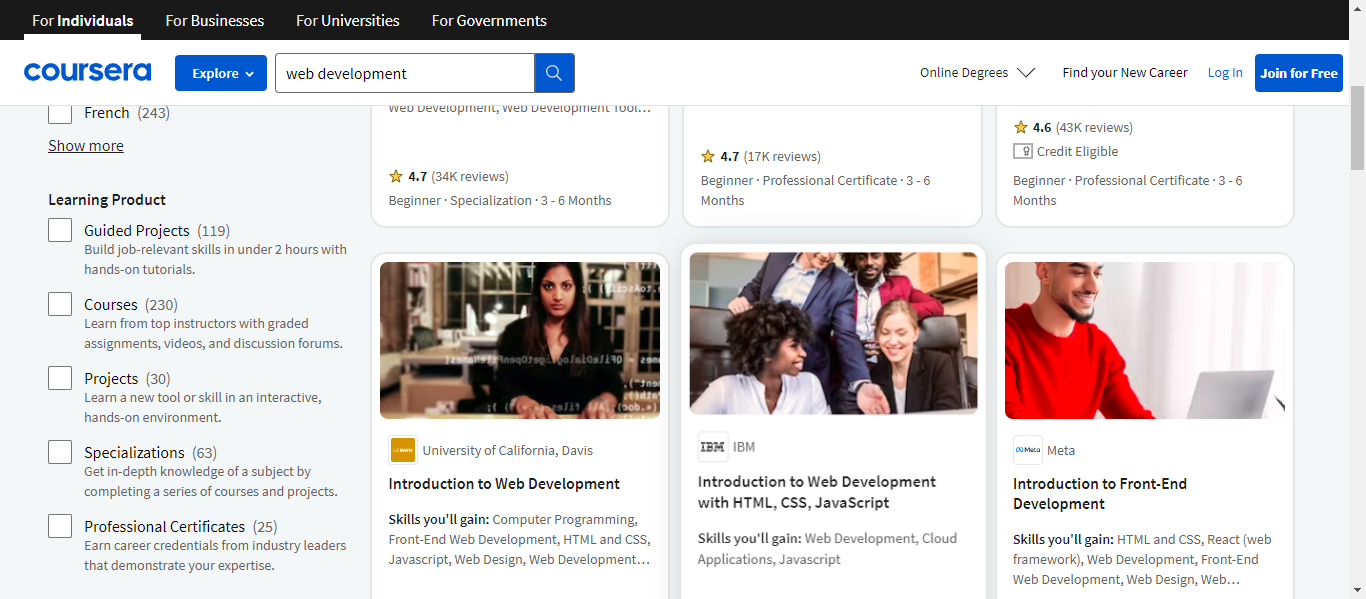 For Individuals
For Businesses
For Universities
For Governments
coursera
Explore
web development
Online Degrees
Find your New Career
Log In
Join for Free
French (243)
Show more
Learning Product
Guided Projects (119)
Build job-relevant skills in under 2 hours with
hands-on tutorials.
Courses (230)
Learn from top instructors with graded
assignments, videos, and discussion forums.
Projects (30)
Learn a new tool or skill in an interactive,
hands-on environment.
Specializations (63)
Get in-depth knowledge of a subject by
completing a series of courses and projects.
Professional Certificates (25)
Earn career credentials from industry leaders
that demonstrate your expertise.
Web Development, Web Development Tool...
4.7 (34K reviews)
Beginner · Specialization · 3 - 6 Months
4.7 (17K reviews)
Beginner · Professional Certificate · 3 - 6
Months
4.6 (43K reviews)
Credit Eligible
Beginner · Professional Certificate · 3 - 6
Months
University of California, Davis
Introduction to Web Development
Skills you'll gain: Computer Programming,
Front-End Web Development, HTML and CSS,
Javascript, Web Design, Web Development...
IBM IBM
Introduction to Web Development
with HTML, CSS, JavaScript
Skills you'll gain: Web Development, Cloud
Applications, Javascript
Meta Meta
Introduction to Front-End
Development
Skills you'll gain: HTML and CSS, React (web
framework), Web Development, Front-End
Web Development, Web Design, Web...